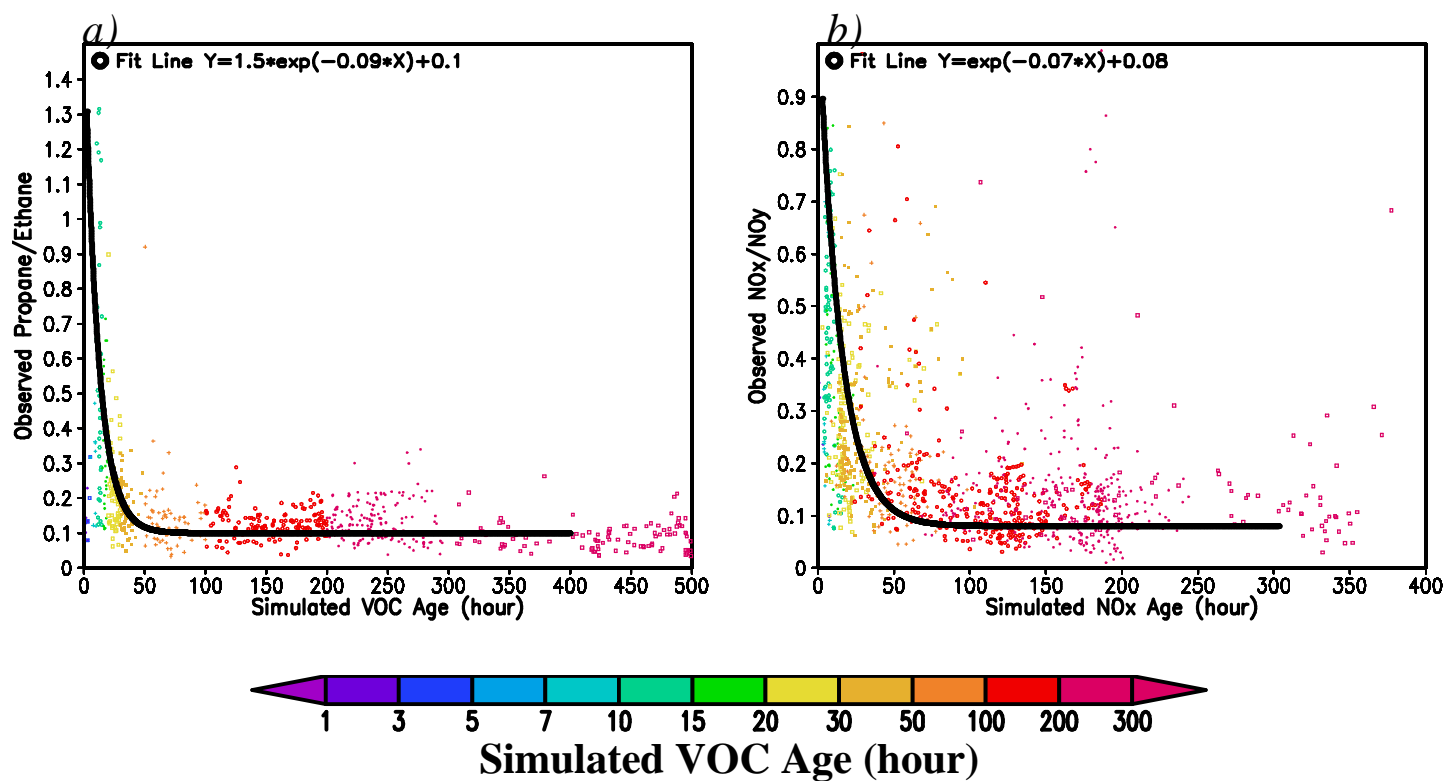 a)
Fit Line Y=1.5*exp(-0.09*X)+0.1
1.4
1.3
1.2
1.1
1
0.9
0.8
0.7
0.6
0.5
0.4
0.3
0.2
0.1
0
Observed Propane/Ethane
0 50 100 150 200 250 300 350 400 450 500
Simulated VOC Age (hour)
b)
Fit Line Y=exp(-0.07*X)+0.08
0.9
0.8
0.7
0.6
0.5
0.4
0.3
0.2
0.1
0
Observed NOx/NOy
0 50 100 150 200 250 300 350 400
Simulated NOx Age (hour)
1 3 5 7 10 15 20 30 50 100 200 300
Simulated VOC Age (hour)